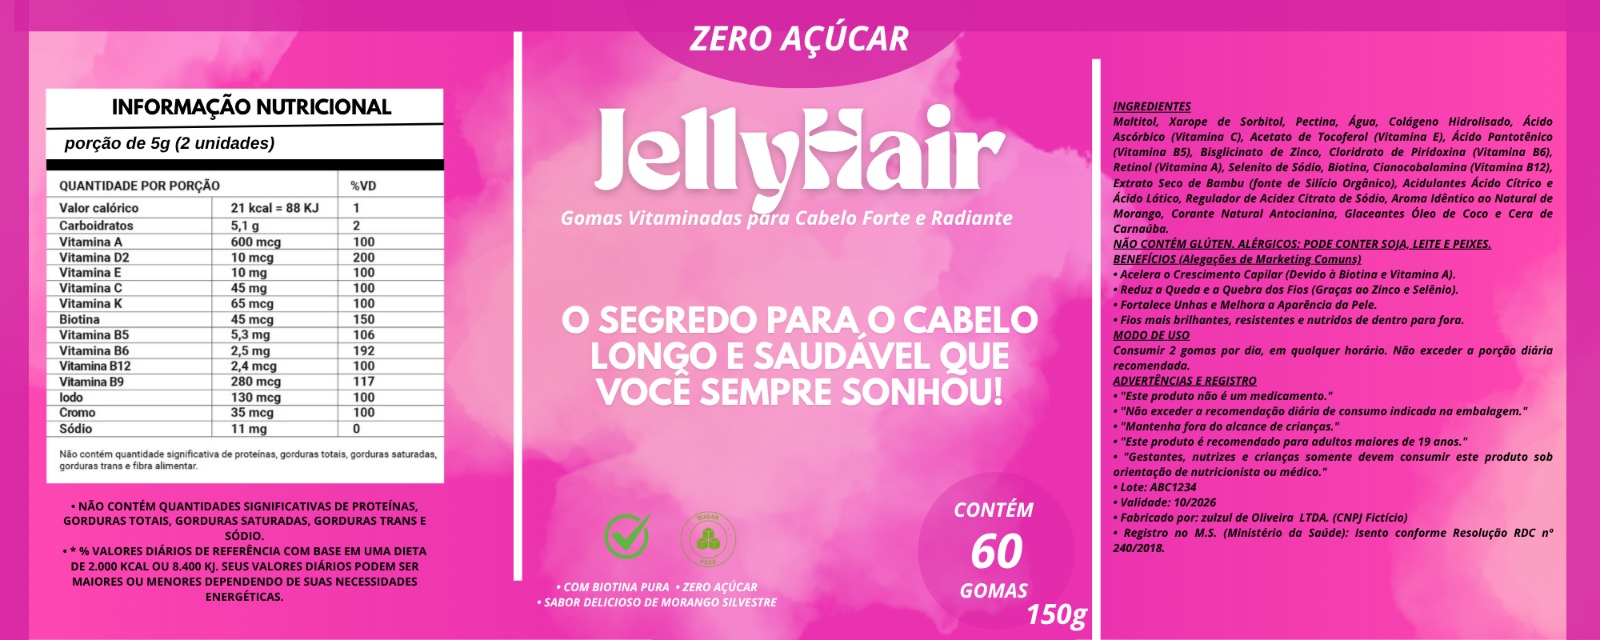 INFORMAÇÃO NUTRICIONAL
porção de 5g (2 unidades)
QUANTIDADE POR PORÇÃO %VD
Valor calórico 21 kcal = 88 KJ 1
Carboidratos 5,1 g 2
Vitamina A 600 mcg 100
Vitamina D2 10 mcg 200
Vitamina E 10 mg 100
Vitamina C 45 mg 100
Vitamina K 65 mcg 100
Biotina 45 mcg 150
Vitamina B5 5,3 mg 106
Vitamina B6 2,5 mg 192
Vitamina B12 2,4 mcg 100
Vitamina B9 280 mcg 117
Iodo 130 mcg 100
Cromo 35 mcg 100
Sódio 11 mg 0
Não contém quantidade significativa de proteínas, gorduras totais, gorduras saturadas,
gorduras trans e fibra alimentar.
• NÃO CONTÉM QUANTIDADES SIGNIFICATIVAS DE PROTEÍNAS,
GORDURAS TOTAIS, GORDURAS SATURADAS, GORDURAS TRANS E
SÓDIO.
• * % VALORES DIÁRIOS DE REFERÊNCIA COM BASE EM UMA DIETA
DE 2.000 KCAL OU 8.400 KJ. SEUS VALORES DIÁRIOS PODEM SER
MAIORES OU MENORES DEPENDENDO DE SUAS NECESSIDADES
ENERGÉTICAS.
ZERO AÇÚCAR
JellyHair
Gomas Vitaminadas para Cabelo Forte e Radiante
O SEGREDO PARA O CABELO
LONGO E SAUDÁVEL QUE
VOCÊ SEMPRE SONHOU!
SUGAR
FREE
• COM BIOTINA PURA • ZERO AÇÚCAR
• SABOR DELICIOSO DE MORANGO SILVESTRE
CONTÉM
60
GOMAS
150g
INGREDIENTES
Maltitol, Xarope de Sorbitol, Pectina, Água, Colágeno Hidrolisado, Ácido
Ascórbico (Vitamina C), Acetato de Tocoferol (Vitamina E), Ácido Pantotênico
(Vitamina B5), Bisglicinato de Zinco, Cloridrato de Piridoxina (Vitamina B6),
Retinol (Vitamina A), Selenito de Sódio, Biotina, Cianocobalamina (Vitamina B12),
Extrato Seco de Bambu (fonte de Silício Orgânico), Acidulantes Ácido Cítrico e
Ácido Lático, Regulador de Acidez Citrato de Sódio, Aroma Idêntico ao Natural de
Morango, Corante Natural Antocianina, Glaceantes Óleo de Coco e Cera de
Carnaúba.
NÃO CONTÉM GLÚTEN. ALÉRGICOS: PODE CONTER SOJA, LEITE E PEIXES.
BENEFÍCIOS (Alegações de Marketing Comuns)
• Acelera o Crescimento Capilar (Devido à Biotina e Vitamina A).
• Reduz a Queda e a Quebra dos Fios (Graças ao Zinco e Selênio).
• Fortalece Unhas e Melhora a Aparência da Pele.
• Fios mais brilhantes, resistentes e nutridos de dentro para fora.
MODO DE USO
Consumir 2 gomas por dia, em qualquer horário. Não exceder a porção diária
recomendada.
ADVERTÊNCIAS E REGISTRO
• "Este produto não é um medicamento."
• "Não exceder a recomendação diária de consumo indicada na embalagem."
• "Mantenha fora do alcance de crianças."
• "Este produto é recomendado para adultos maiores de 19 anos."
• "Gestantes, nutrizes e crianças somente devem consumir este produto sob
orientação de nutricionista ou médico."
• Lote: ABC1234
• Validade: 10/2026
• Fabricado por: zulzul de Oliveira LTDA. (CNPJ Fictício)
• Registro no M.S. (Ministério da Saúde): Isento conforme Resolução RDC nº
240/2018.